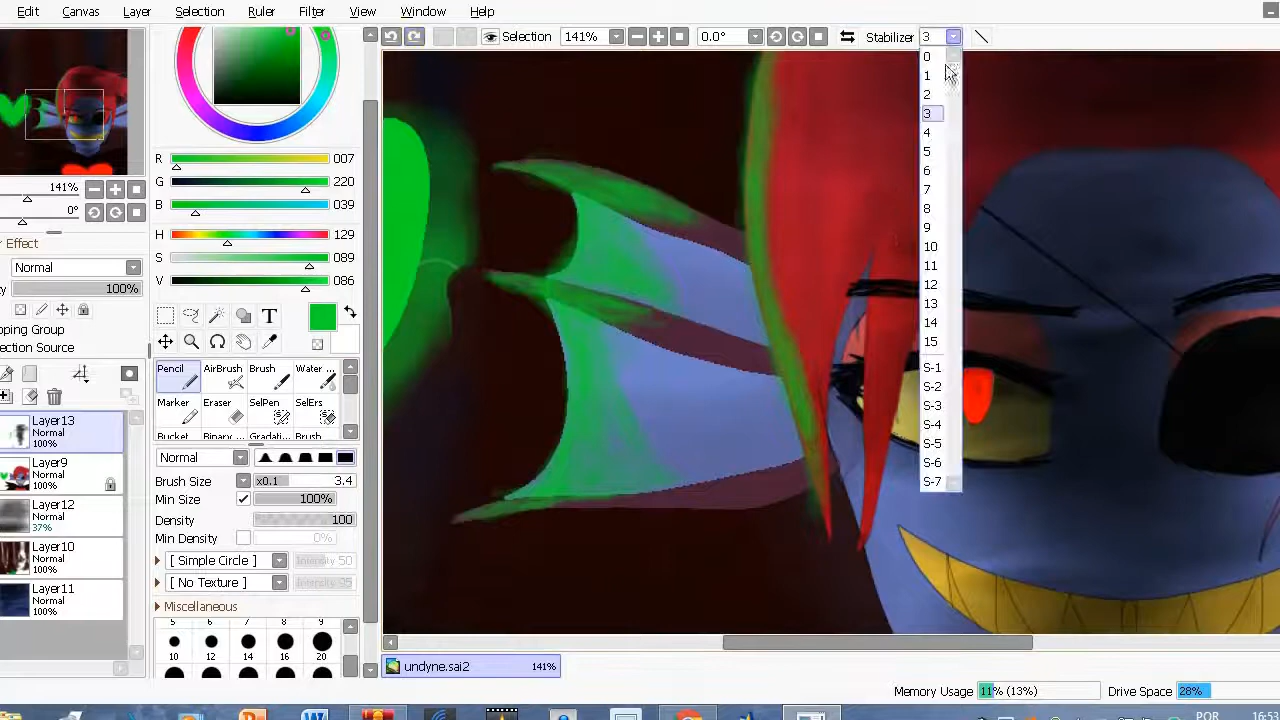 Edit Canvas Layer Selection Ruler Filter View Window Help
Selection 141% 0.0° Stabilizer 3
0
1
2
3
4
5
6
7
8
9
10
11
12
13
14
15
S-1
S-2
S-3
S-4
S-5
S-6
S-7
141%
0°
Effect
Normal
100%
pping Group
ection Source
Layer13
Normal
100%
Layer9
Normal
100%
Layer12
Normal
37%
Layer10
Normal
100%
Layer11
Normal
100%
R 007
G 220
B 039
H 129
S 089
V 086
T
Pencil AirBrush Brush Water ...
Marker Eraser SelPen SelErs
Bucket Binary ... Gradati... Brush
Normal
Brush Size x0.1 3.4
Min Size 100%
Density 100
Min Density 0%
[ Simple Circle ] Intensity 50
[ No Texture ] Intensity 95
Miscellaneous
5 6 7 8 9
10 12 14 16 20
undyne.sai2 141%
Memory Usage 11% (13%) Drive Space 28%
POR 16:53